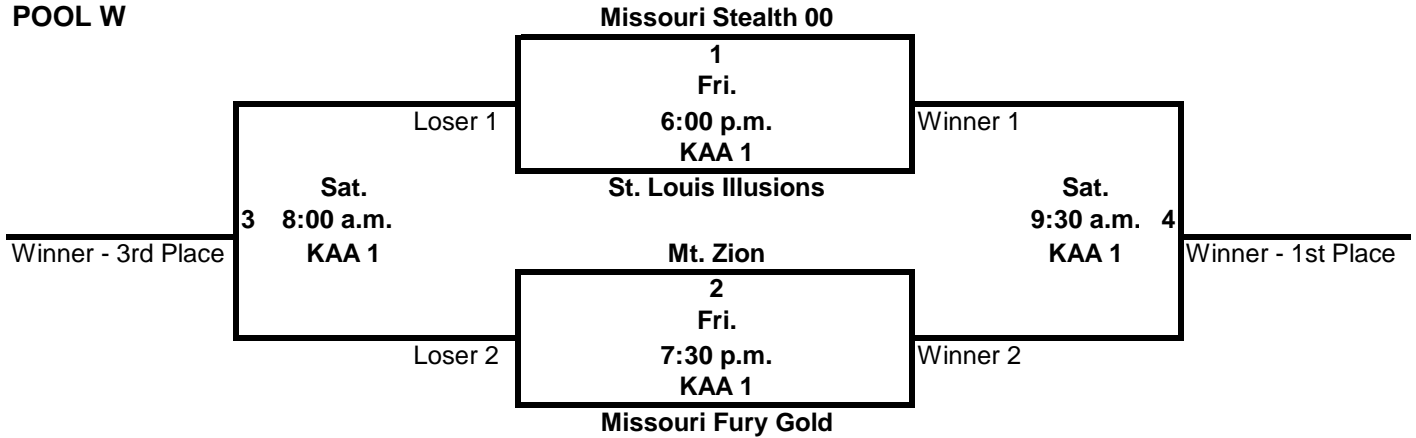 POOL W
Missouri Stealth 00
1
Fri.
6:00 p.m.
KAA 1
St. Louis Illusions
Loser 1
Winner 1
Sat.
3 8:00 a.m.
KAA 1
Winner - 3rd Place
Sat.
9:30 a.m. 4
KAA 1
Winner - 1st Place
Mt. Zion
2
Fri.
7:30 p.m.
KAA 1
Missouri Fury Gold
Loser 2
Winner 2